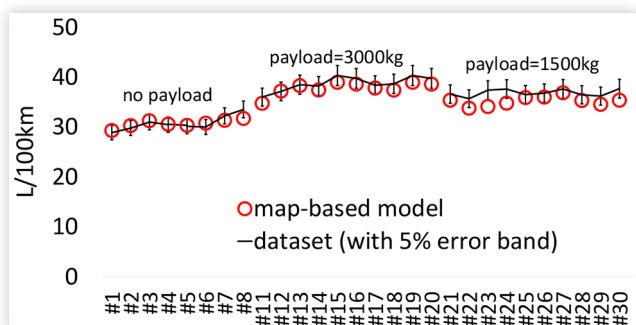 50
payload=3000kg
40
payload=1500kg
no payload
30
L/100km
20
map-based model
10
dataset (with 5% error band)
0
#1 #2 #3 #4 #5 #6 #7 #8 #11 #12 #13 #14 #15 #16 #17 #18 #19 #20 #21 #22 #23 #24 #25 #26 #27 #28 #29 #30